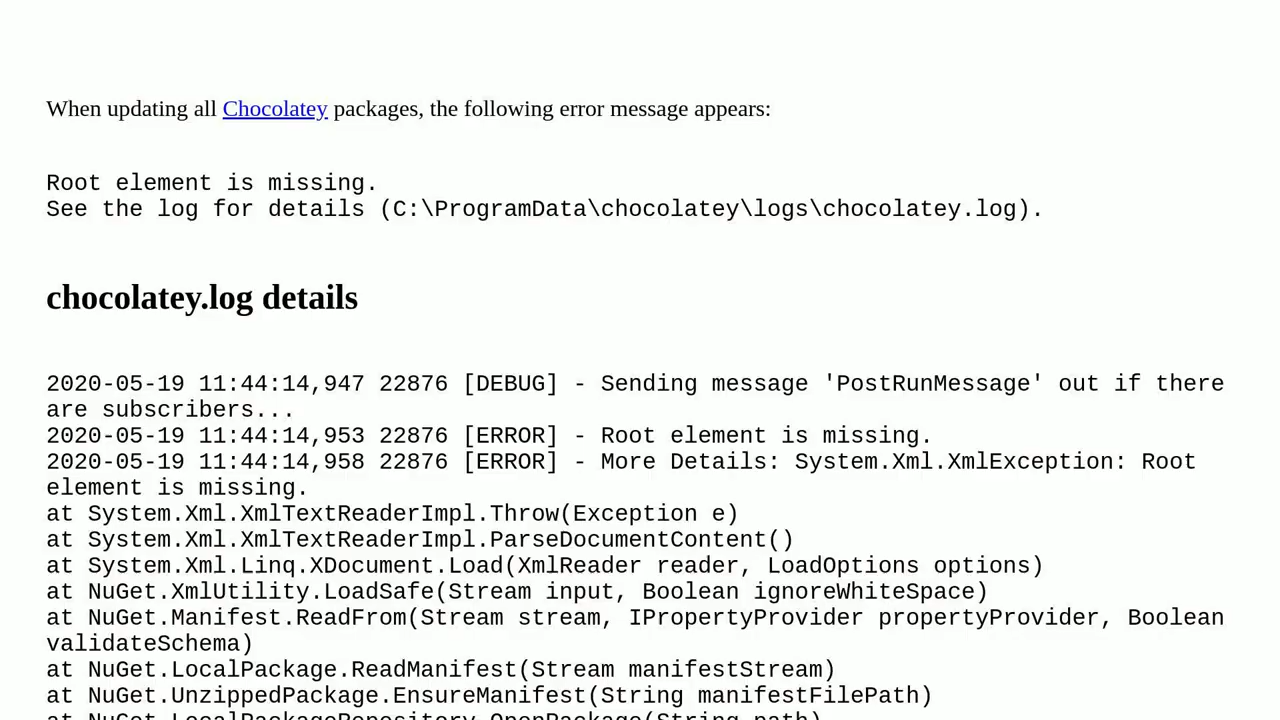 When updating all Chocolatey packages, the following error message appears:
Root element is missing.
See the log for details (C:\ProgramData\chocolatey\logs\chocolatey.log).
chocolatey.log details
2020-05-19 11:44:14,947 22876 [DEBUG] - Sending message 'PostRunMessage' out if there
are subscribers...
2020-05-19 11:44:14,953 22876 [ERROR] - Root element is missing.
2020-05-19 11:44:14,958 22876 [ERROR] - More Details: System.Xml.XmlException: Root
element is missing.
at System.Xml.XmlTextReaderImpl.Throw(Exception e)
at System.Xml.XmlTextReaderImpl.ParseDocumentContent()
at System.Xml.Linq.XDocument.Load(XmlReader reader, LoadOptions options)
at NuGet.XmlUtility.LoadSafe(Stream input, Boolean ignoreWhiteSpace)
at NuGet.Manifest.ReadFrom(Stream stream, IPropertyProvider propertyProvider, Boolean
validateSchema)
at NuGet.LocalPackage.ReadManifest(Stream manifestStream)
at NuGet.UnzippedPackage.EnsureManifest(String manifestFilePath)
at NuGet.LocalPackageRepository.OpenPackage(String path)